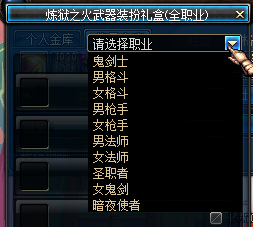 炼狱之火武器装扮礼盒(全职业)
个人金库
请选择职业
鬼剑士
男格斗
女格斗
男枪手
女枪手
男法师
女法师
圣职者
女鬼剑
暗夜使者